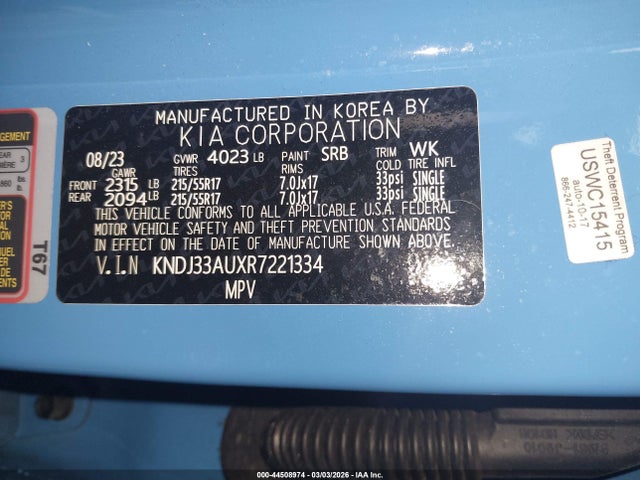 MANUFACTURED IN KOREA BY
KIA CORPORATION
08/23 GVWR 4023 LB PAINT SRB TRIM WK
GAWR TIRES RIMS COLD TIRE INFL
FRONT 2315 LB 215/55R17 7.0Jx17 33psi SINGLE
REAR 2094 LB 215/55R17 7.0Jx17 33psi SINGLE
THIS VEHICLE CONFORMS TO ALL APPLICABLE U.S.A. FEDERAL
MOTOR VEHICLE SAFETY AND THEFT PREVENTION STANDARDS
IN EFFECT ON THE DATE OF MANUFACTURE SHOWN ABOVE.
V.I.N KNDJ33AUXR7221334
MPV
T67
Theft Deterrent Program
USWC15415
auto-10-17
866-247-4412
000-44508974 | 03/03/2026 | IAA Inc.